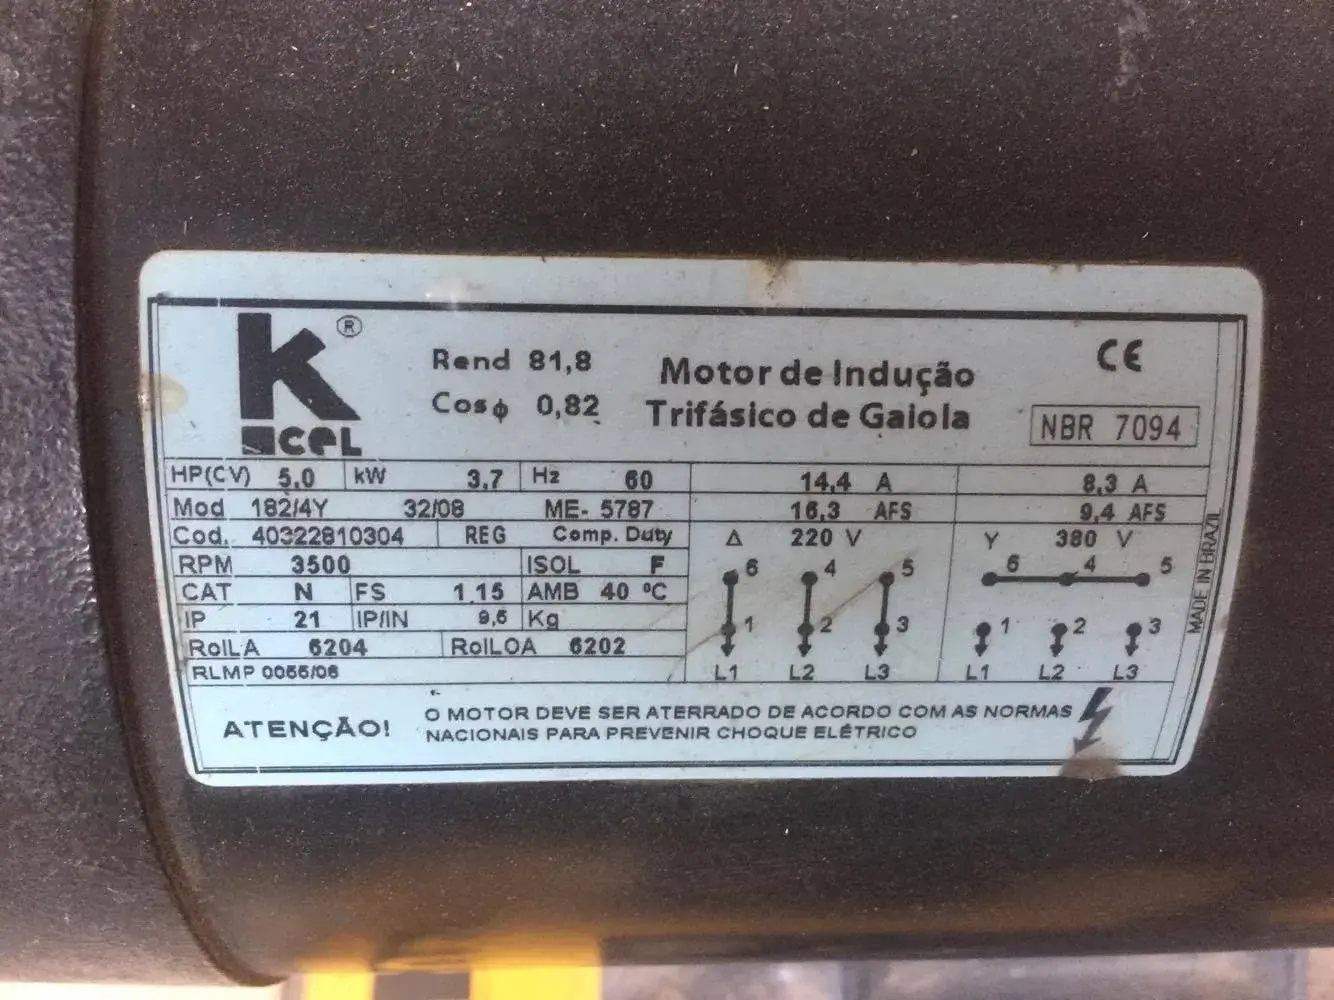 K®
cel
Rend 81,8
Cos φ 0,82
Motor de Indução
Trifásico de Gaiola
CE
NBR 7094
HP(CV) 5,0 kW 3,7 Hz 60 14,4 A 8,3 A
Mod 182/4Y 32/08 ME- 5787 16,3 AFS 9,4 AFS
Cod. 40322810304 REG Comp. Duty Δ 220 V Y 380 V
RPM 3500 ISOL F 6 4 5 6 4 5
CAT N FS 1.15 AMB 40 ºC
IP 21 IP/IN Kg 1 2 3 1 2 3
RolLA 6204 RolLOA 6202 L1 L2 L3 L1 L2 L3
RLMP
MADE IN BRAZIL
ATENÇÃO!
O MOTOR DEVE SER ATERRADO DE ACORDO COM AS NORMAS
NACIONAIS PARA PREVENIR CHOQUE ELÉTRICO